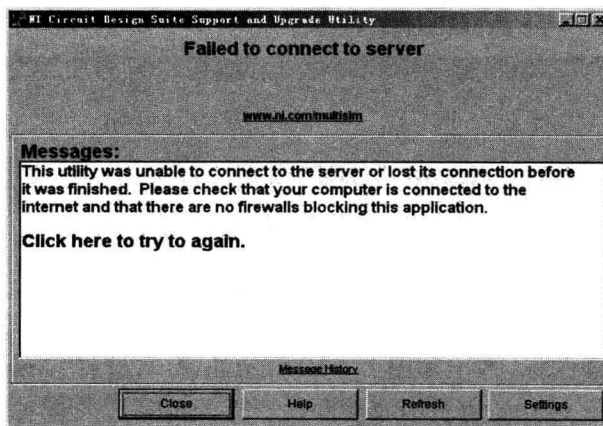 NI Circuit Design Suite Support and Upgrade Utility
Failed to connect to server
www.ni.com/multisim
Messages:
This utility was unable to connect to the server or lost its connection before
it was finished. Please check that your computer is connected to the
internet and that there are no firewalls blocking this application.
Click here to try to again.
Message History
Close
Help
Refresh
Settings